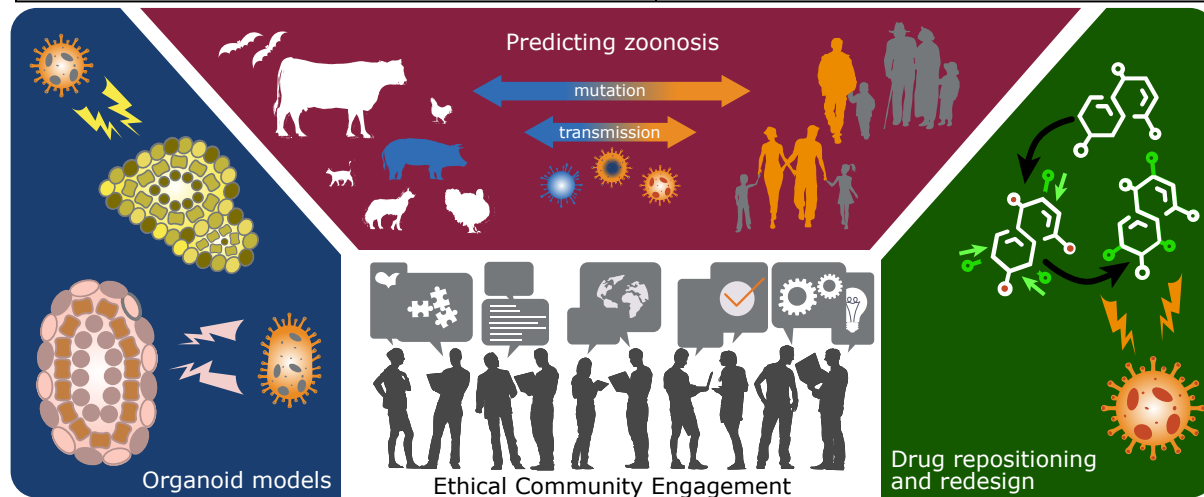 Predicting zoonosis
mutation
transmission
Organoid models
Ethical Community Engagement
Drug repositioning
and redesign